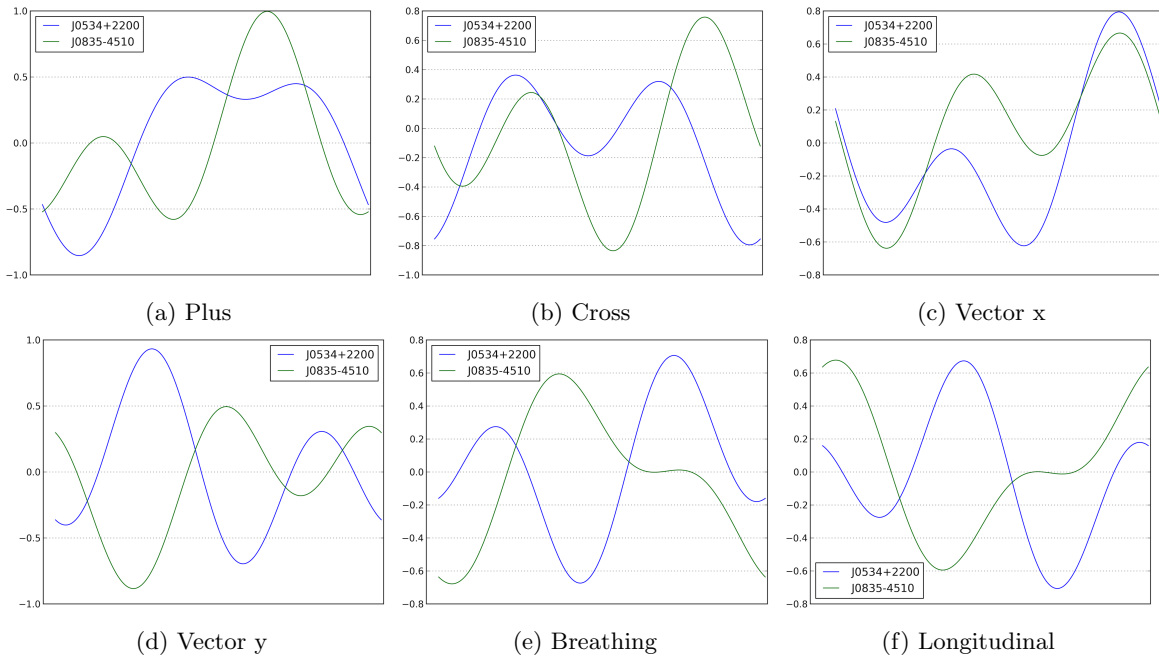 1.0
0.5
0.0
−0.5
−1.0
J0534+2200
J0835-4510
(a) Plus
0.8
0.6
0.4
0.2
0.0
−0.2
−0.4
−0.6
−0.8
−1.0
J0534+2200
J0835-4510
(b) Cross
0.8
0.6
0.4
0.2
0.0
−0.2
−0.4
−0.6
−0.8
J0534+2200
J0835-4510
(c) Vector x
1.0
0.5
0.0
−0.5
−1.0
J0534+2200
J0835-4510
(d) Vector y
0.8
0.6
0.4
0.2
0.0
−0.2
−0.4
−0.6
−0.8
J0534+2200
J0835-4510
(e) Breathing
0.8
0.6
0.4
0.2
0.0
−0.2
−0.4
−0.6
−0.8
J0534+2200
J0835-4510
(f) Longitudinal